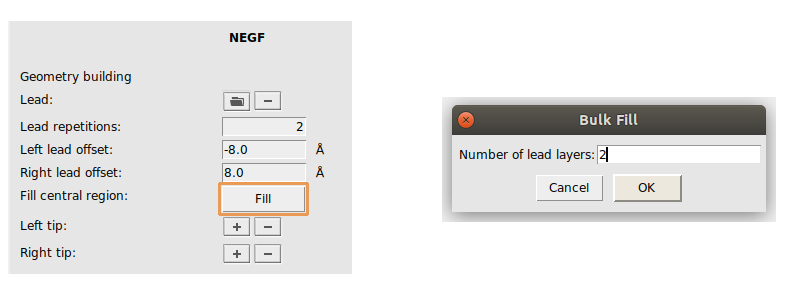 NEGF
Geometry building
Lead:
Lead repetitions: 2
Left lead offset: -8.0 Å
Right lead offset: 8.0 Å
Fill central region: Fill
Left tip: + −
Right tip: + −
Bulk Fill
Number of lead layers: 2
Cancel OK